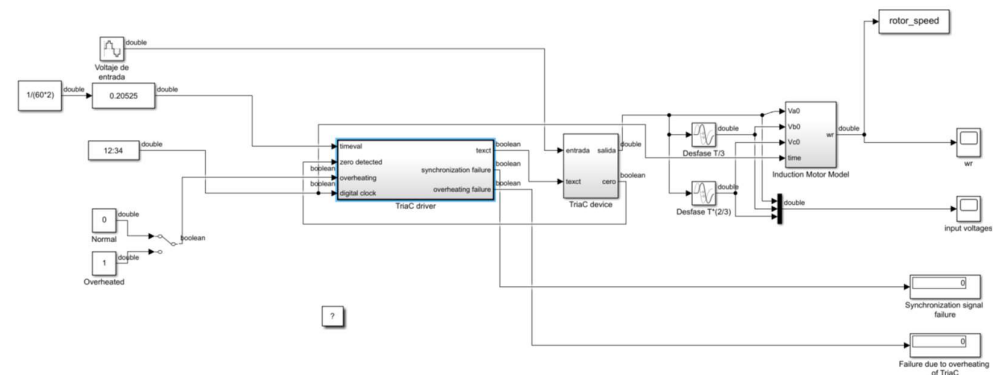 rotor_speed
double
Voltaje de
entrada
1/(60*2)
double
0.20525
double
12:34
double
timeval
zero detected
boolean
overheating
boolean
digital clock
texct
boolean
synchronization failure
boolean
overheating failure
boolean
TriaC driver
entrada
salida
double
texct
cero
boolean
TriaC device
double
Desfase T/3
double
Desfase T*(2/3)
Va0
Vb0
Vc0
time
wr
double
Induction Motor Model
wr
double
input voltages
0
double
Normal
boolean
1
double
Overheated
?
0
Synchronization signal
failure
0
Failure due to overheating
of TriaC